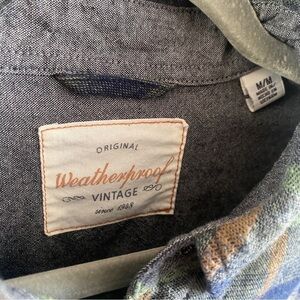 ORIGINAL
Weatherproof
VINTAGE
since 1948
M/M